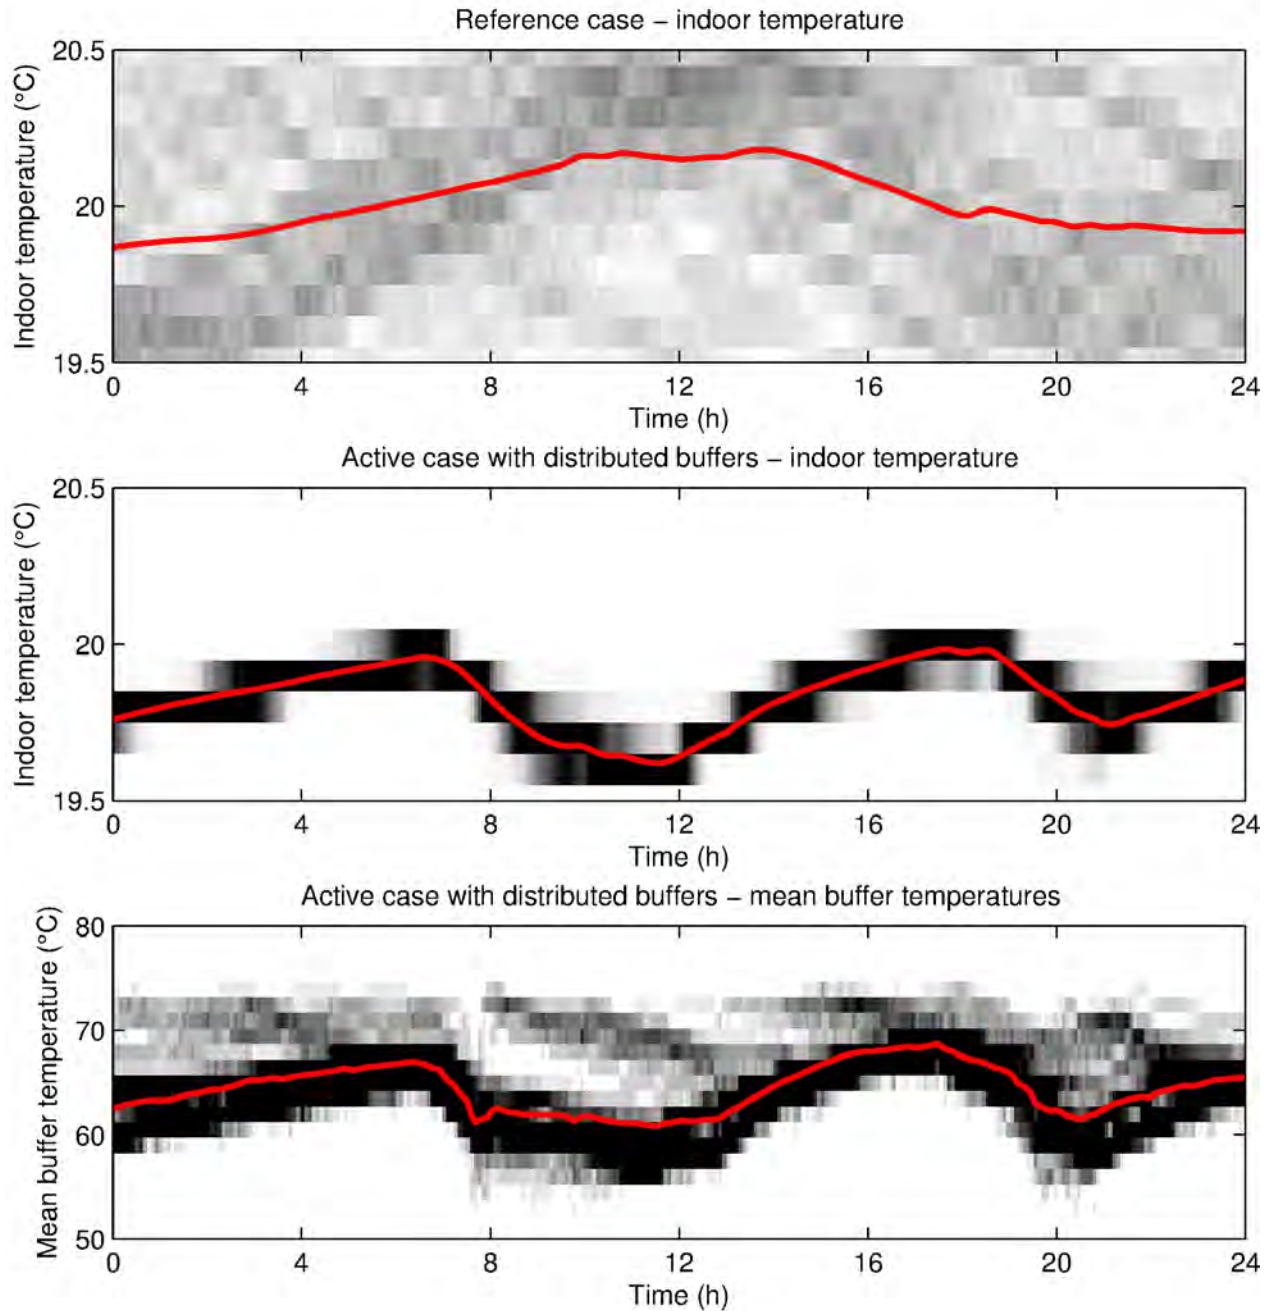 Reference case – indoor temperature
Indoor temperature (°C)
20.5
20
19.5
0 4 8 12 16 20 24
Time (h)
Active case with distributed buffers – indoor temperature
Indoor temperature (°C)
20.5
20
19.5
0 4 8 12 16 20 24
Time (h)
Active case with distributed buffers – mean buffer temperatures
Mean buffer temperature (°C)
80
70
60
50
0 4 8 12 16 20 24
Time (h)